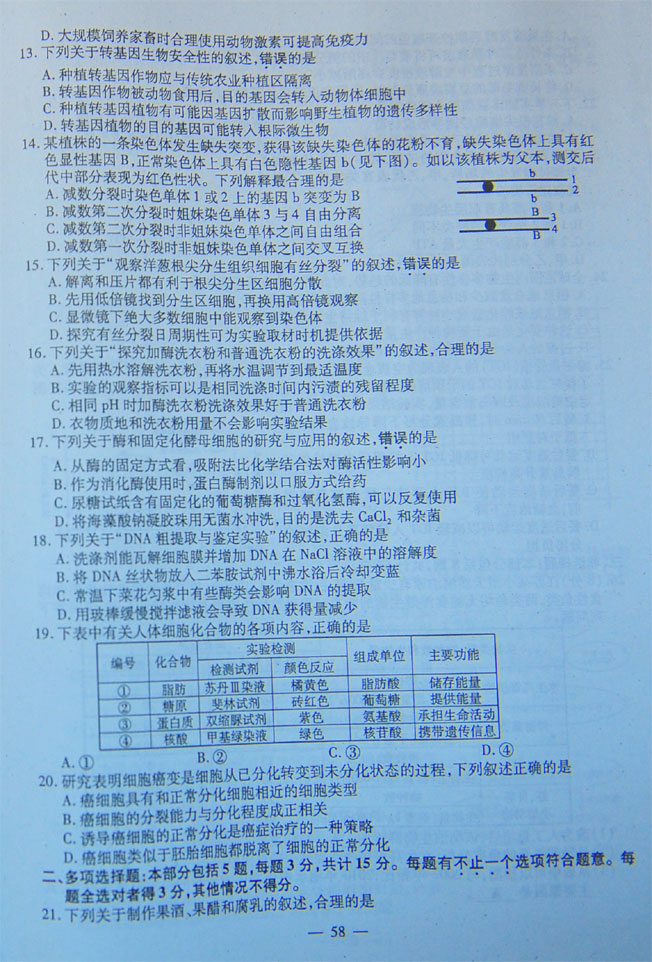 D. 大规模饲养家畜时合理使用动物激素可提高免疫力
13. 下列关于转基因生物安全性的叙述,错误的是
A. 种植转基因作物应与传统农业种植区隔离
B. 转基因作物被动物食用后,目的基因会转入动物体细胞中
C. 种植转基因植物有可能因基因扩散而影响野生植物的遗传多样性
D. 转基因植物的目的基因可能转入根际微生物
14. 某植株的一条染色体发生缺失突变,获得该缺失染色体的花粉不育,缺失染色体上具有红
色显性基因 B,正常染色体上具有白色隐性基因 b(见下图)。如以该植株为父本,测交后
代中部分表现为红色性状。下列解释最合理的是
A. 减数分裂时染色单体 1 或 2 上的基因 b 突变为 B
B. 减数第二次分裂时姐妹染色单体 3 与 4 自由分离
C. 减数第二次分裂时非姐妹染色单体之间自由组合
D. 减数第一次分裂时非姐妹染色单体之间交叉互换
b 1
b 2
B 3
B 4
15. 下列关于“观察洋葱根尖分生组织细胞有丝分裂”的叙述,错误的是
A. 解离和压片都有利于根尖分生区细胞分散
B. 先用低倍镜找到分生区细胞,再换用高倍镜观察
C. 显微镜下绝大多数细胞中能观察到染色体
D. 探究有丝分裂日周期性可为实验取材时机提供依据
16. 下列关于“探究加酶洗衣粉和普通洗衣粉的洗涤效果”的叙述,合理的是
A. 先用热水溶解洗衣粉,再将水温调节到最适温度
B. 实验的观察指标可以是相同洗涤时间内污渍的残留程度
C. 相同 pH 时加酶洗衣粉洗涤效果好于普通洗衣粉
D. 衣物质地和洗衣粉用量不会影响实验结果
17. 下列关于酶和固定化酵母细胞的研究与应用的叙述,错误的是
A. 从酶的固定方式看,吸附法比化学结合法对酶活性影响小
B. 作为消化酶使用时,蛋白酶制剂以口服方式给药
C. 尿糖试纸含有固定化的葡萄糖酶和过氧化氢酶,可以反复使用
D. 将海藻酸钠凝胶珠用无菌水冲洗,目的是洗去 CaCl₂ 和杂菌
18. 下列关于“DNA 粗提取与鉴定实验”的叙述,正确的是
A. 洗涤剂能瓦解细胞膜并增加 DNA 在 NaCl 溶液中的溶解度
B. 将 DNA 丝状物放入二苯胺试剂中沸水浴后冷却变蓝
C. 常温下菜花匀浆中有些酶类会影响 DNA 的提取
D. 用玻棒缓慢搅拌滤液会导致 DNA 获得量减少
19. 下表中有关人体细胞化合物的各项内容,正确的是
编号 化合物 实验检测 组成单位 主要功能
检测试剂 颜色反应
① 脂肪 苏丹Ⅲ染液 橘黄色 脂肪酸 储存能量
② 糖原 斐林试剂 砖红色 葡萄糖 提供能量
③ 蛋白质 双缩脲试剂 紫色 氨基酸 承担生命活动
④ 核酸 甲基绿染液 绿色 核苷酸 携带遗传信息
A. ① B. ② C. ③ D. ④
20. 研究表明细胞癌变是细胞从已分化转变到未分化状态的过程,下列叙述正确的是
A. 癌细胞具有和正常分化细胞相近的细胞类型
B. 癌细胞的分裂能力与分化程度成正相关
C. 诱导癌细胞的正常分化是癌症治疗的一种策略
D. 癌细胞类似于胚胎细胞都脱离了细胞的正常分化
二、多项选择题:本部分包括 5 题,每题 3 分,共计 15 分。每题有不止一个选项符合题意。每
题全选对者得 3 分,其他情况不得分。
21. 下列关于制作果酒、果醋和腐乳的叙述,合理的是
— 58 —